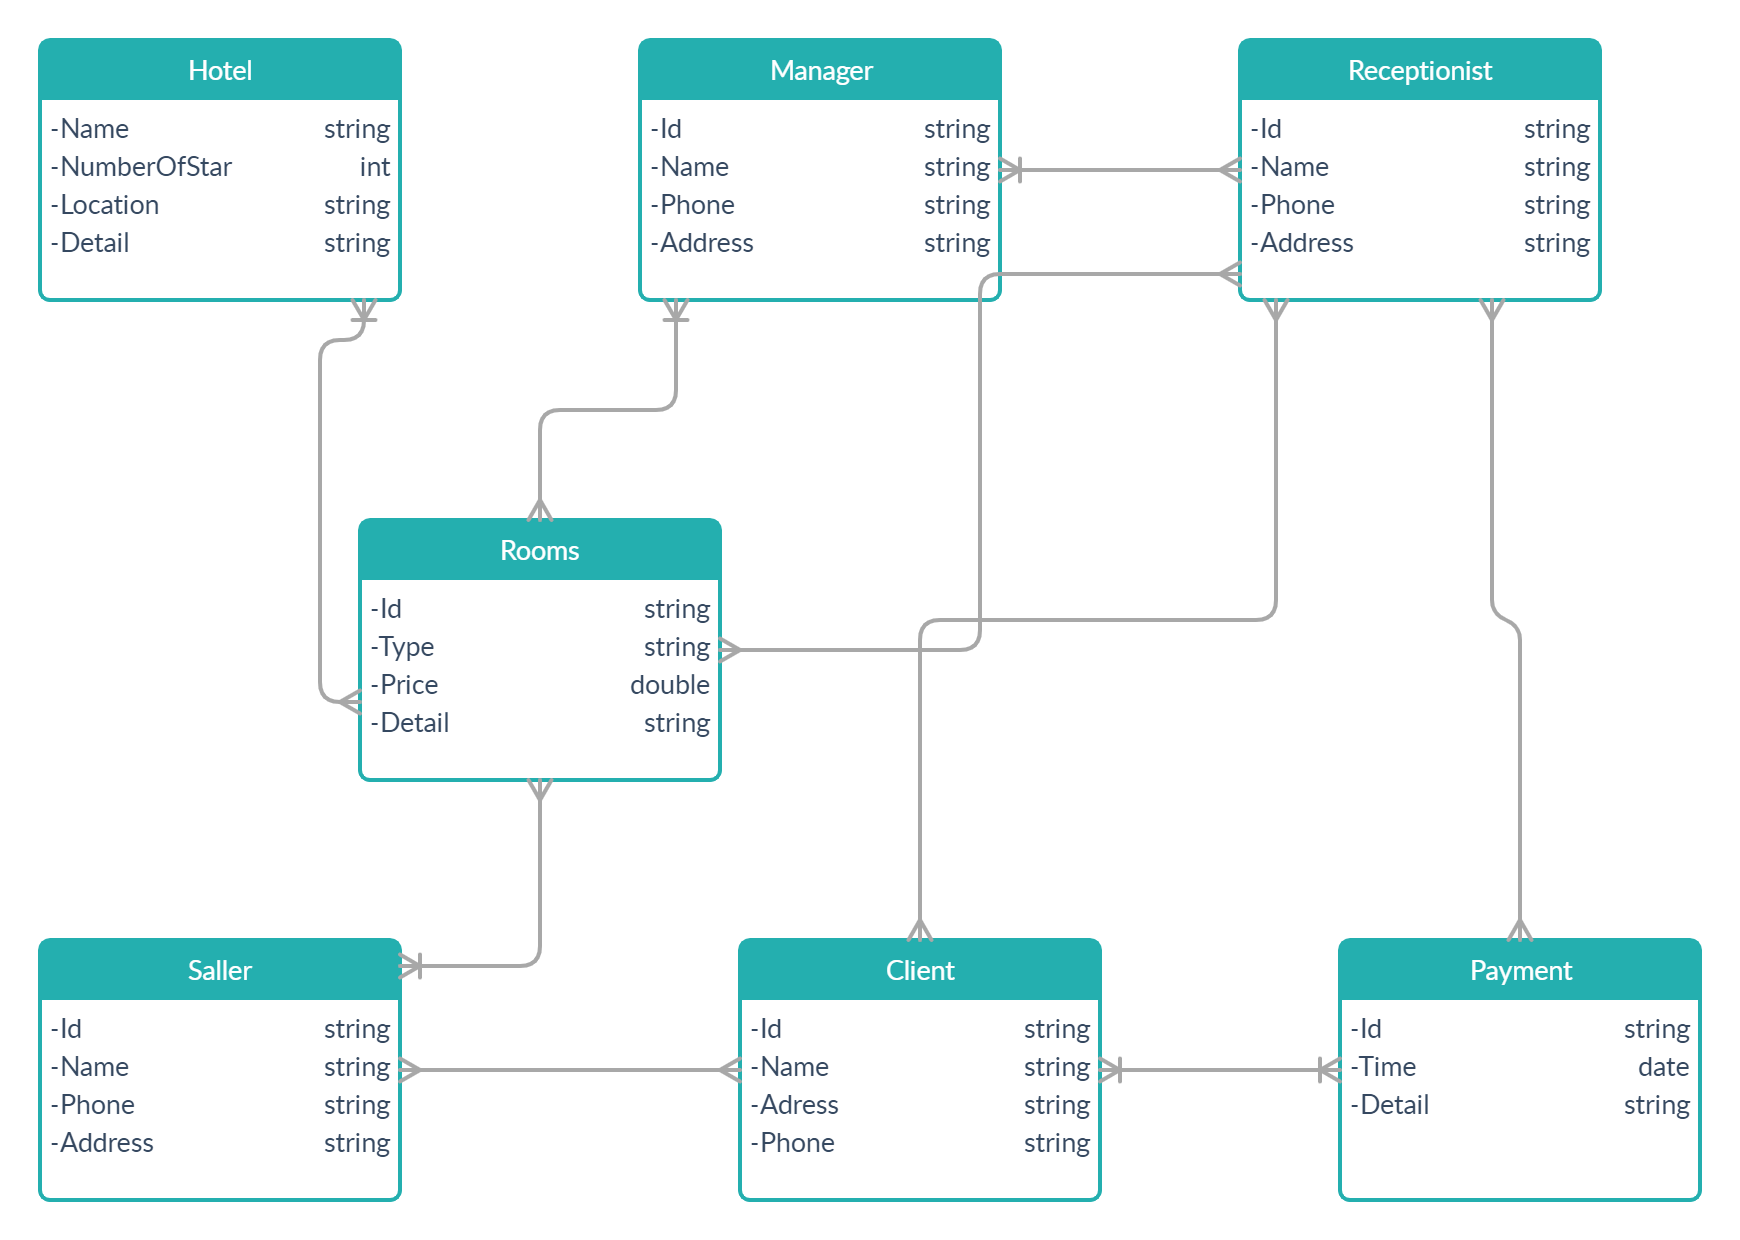 Hotel
-Name string
-NumberOfStar int
-Location string
-Detail string
Manager
-Id string
-Name string
-Phone string
-Address string
Receptionist
-Id string
-Name string
-Phone string
-Address string
Rooms
-Id string
-Type string
-Price double
-Detail string
Saller
-Id string
-Name string
-Phone string
-Address string
Client
-Id string
-Name string
-Adress string
-Phone string
Payment
-Id string
-Time date
-Detail string